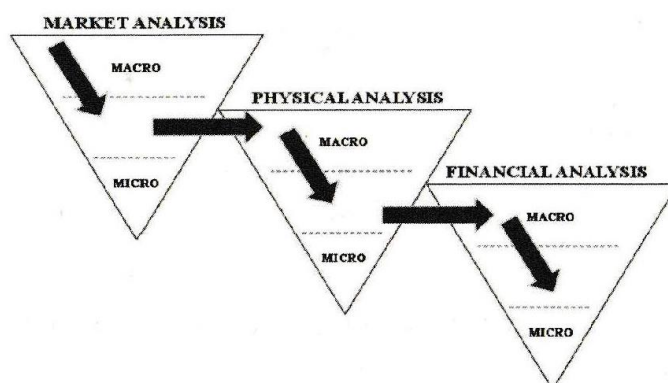 MARKET ANALYSIS
MACRO
MICRO
PHYSICAL ANALYSIS
MACRO
MICRO
FINANCIAL ANALYSIS
MACRO
MICRO